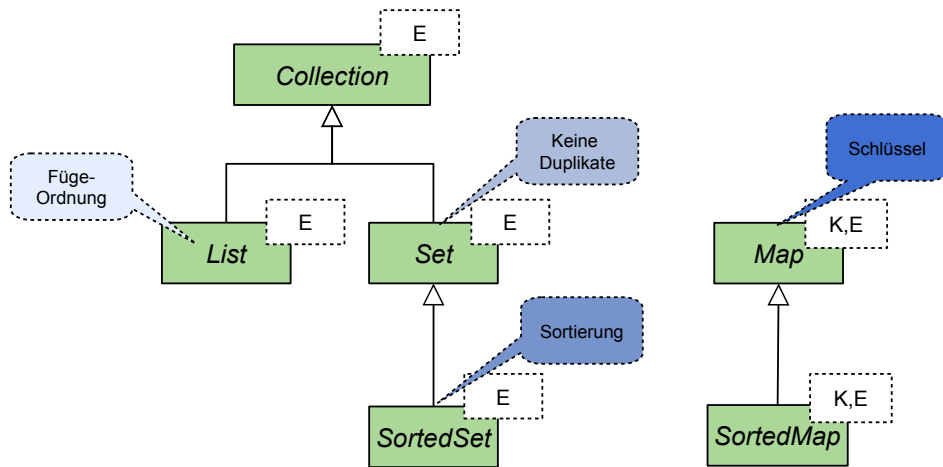 E
Collection
Keine
Duplikate
Schlüssel
Füge-
Ordnung
E
E
K,E
List
Set
Map
Sortierung
E
K,E
SortedSet
SortedMap